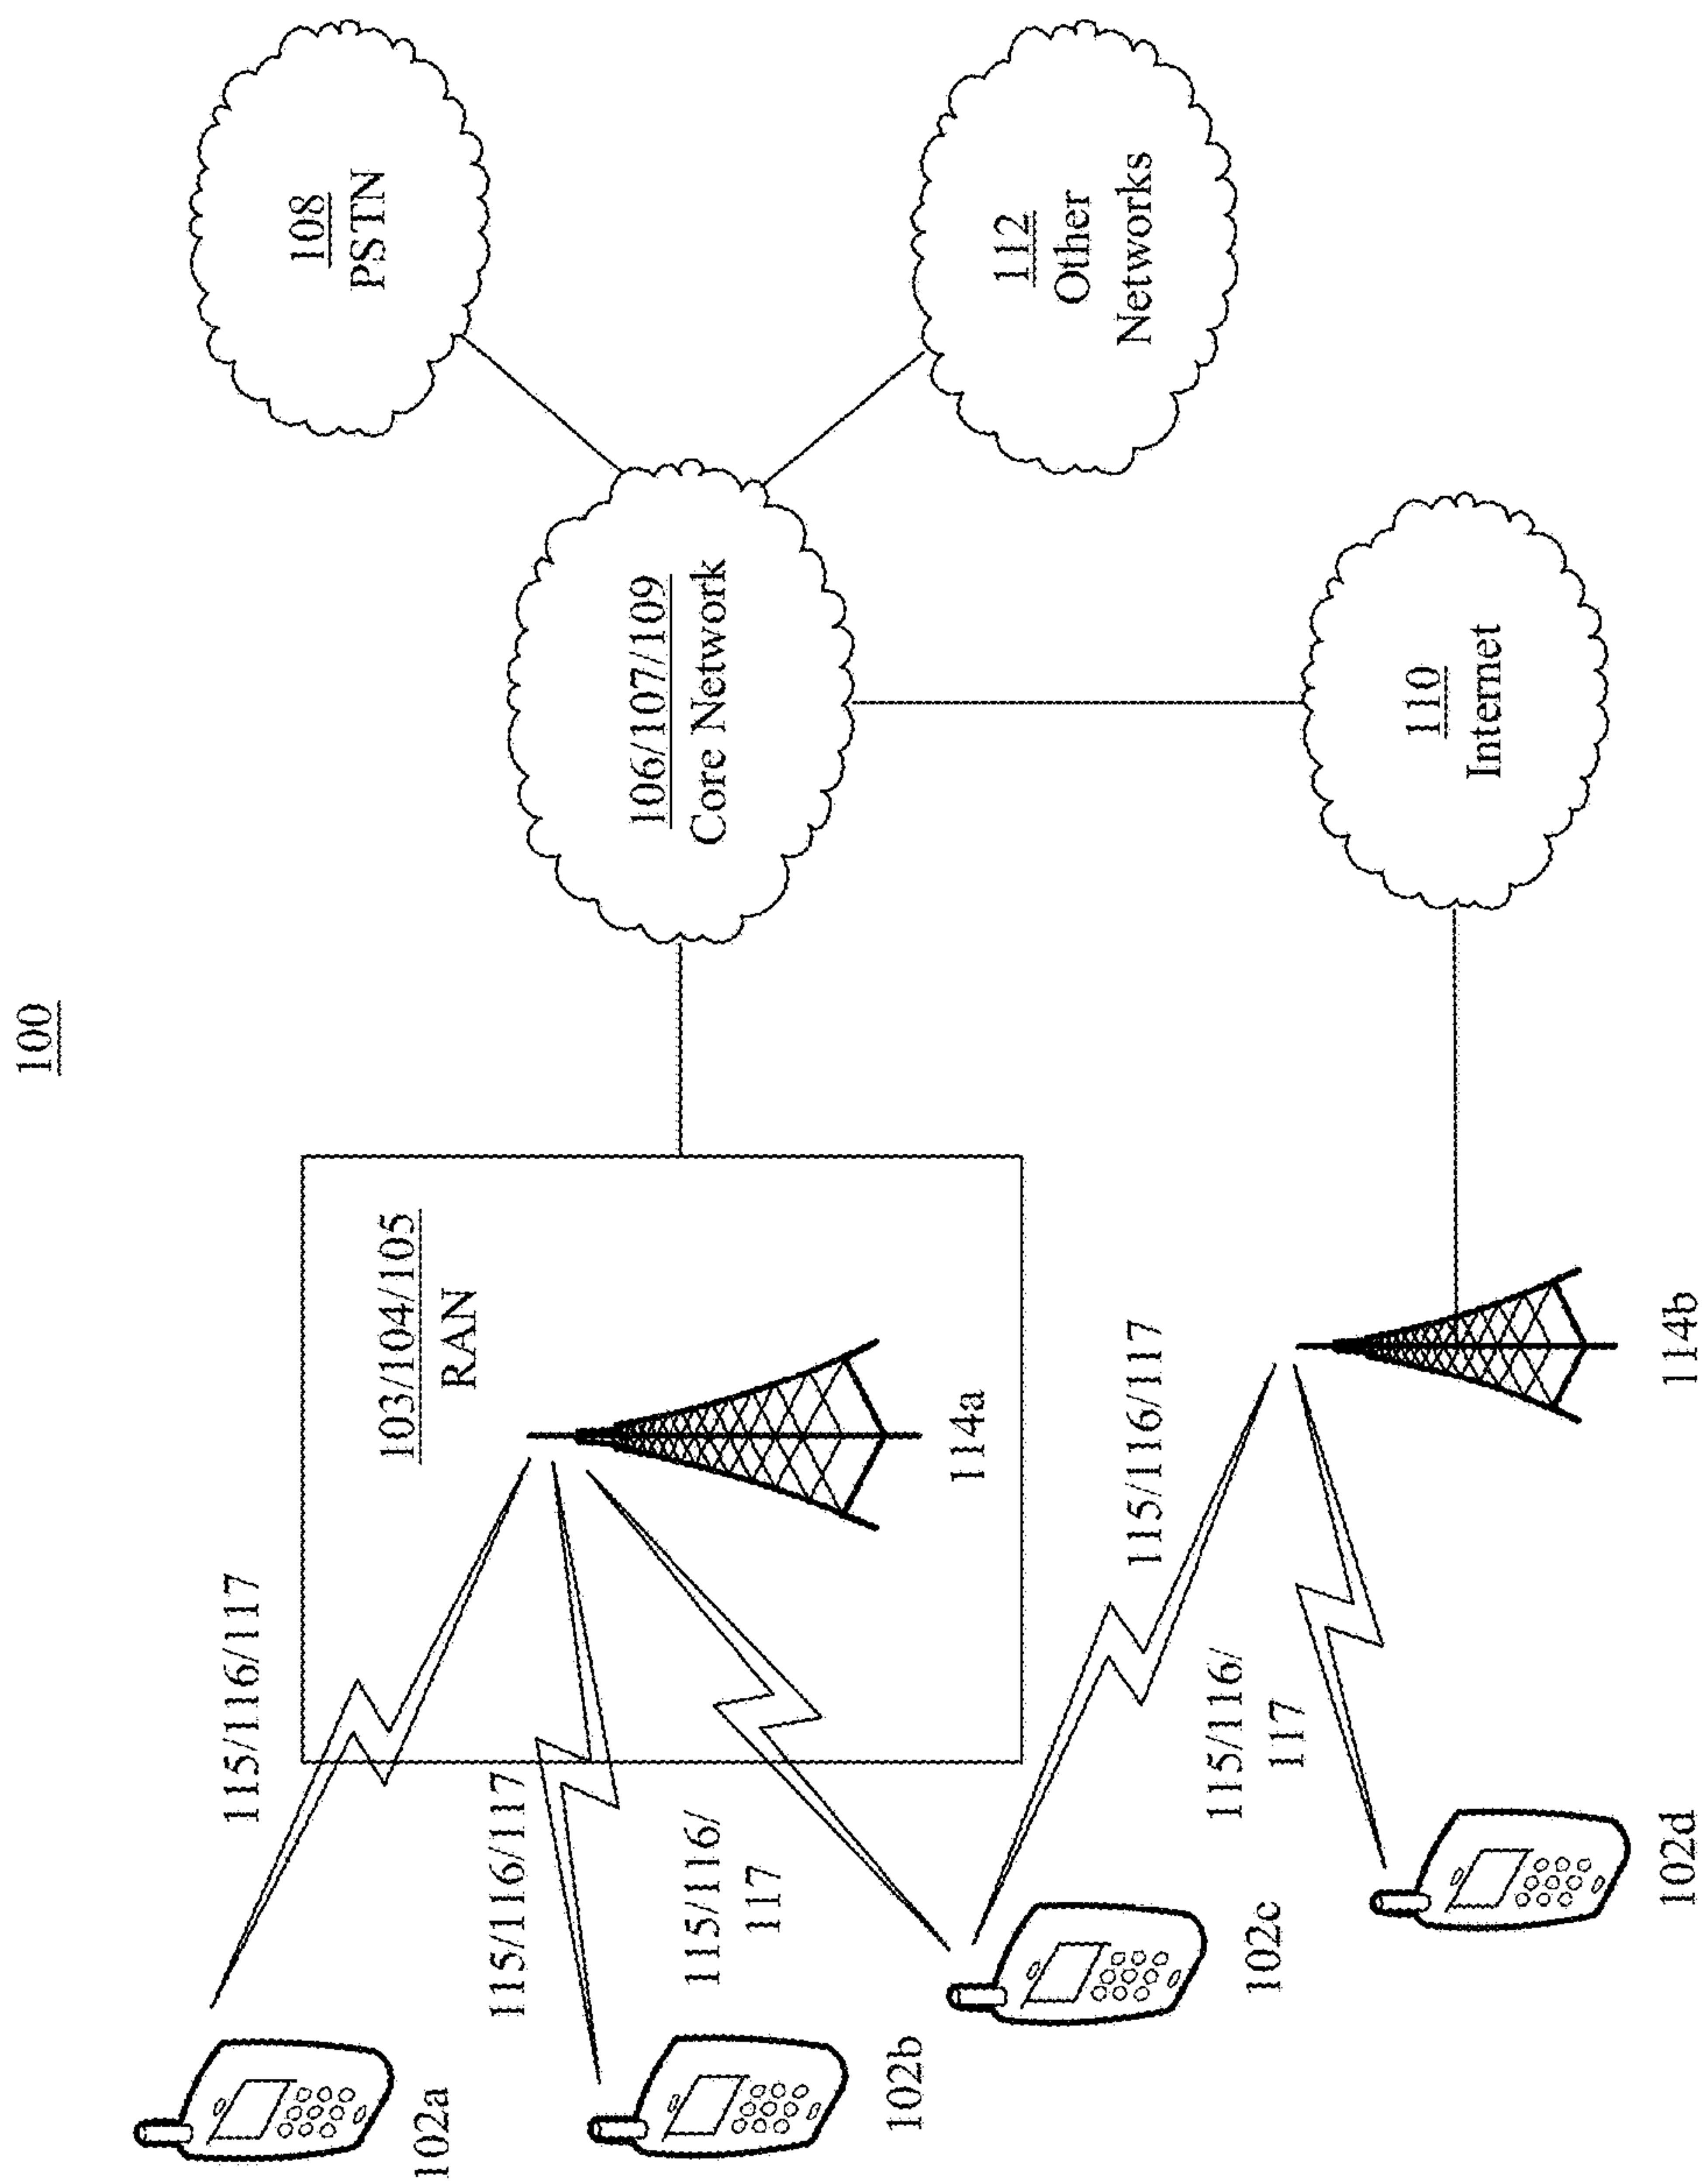 100
115/116/117
102a
103/104/105
RAN
108
PSTN
106/107/109
Core Network
115/116/117
102b
115/116/
117
114a
112
Other
Networks
102c
115/116/117
115/116/
117
110
Internet
102d
114b